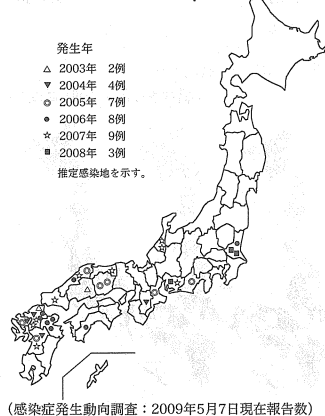 発生年
△ 2003年 2例
▼ 2004年 4例
◎ 2005年 7例
● 2006年 8例
☆ 2007年 9例
■ 2008年 3例
推定感染地を示す。
(感染症発生動向調査:2009年5月7日現在報告数)